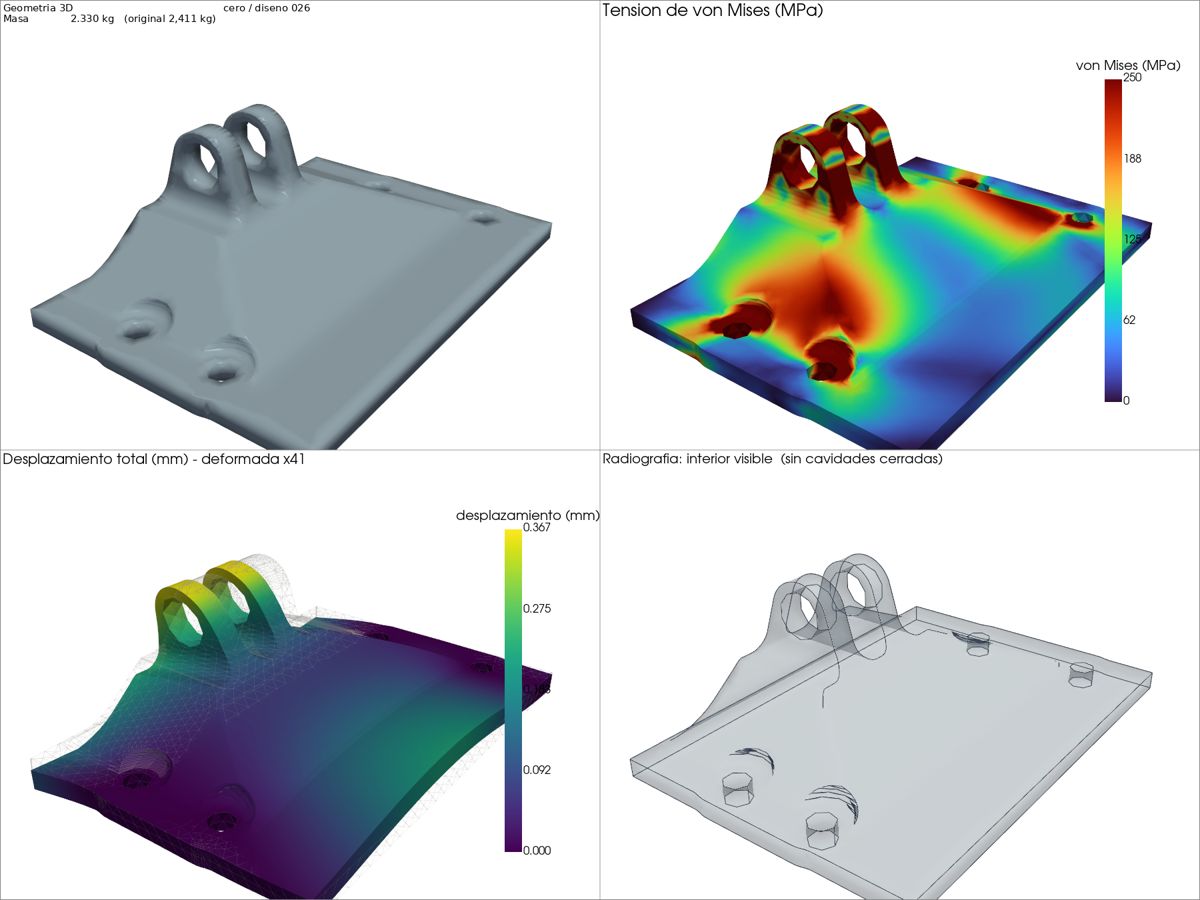 Geometria 3D cero / diseno 026
Masa 2.330 kg (original 2,411 kg)
Tension de von Mises (MPa)
von Mises (MPa)
250
188
125
62
0
Desplazamiento total (mm) - deformada x41
desplazamiento (mm)
0.367
0.275
0.092
0.000
Radiografia: interior visible (sin cavidades cerradas)